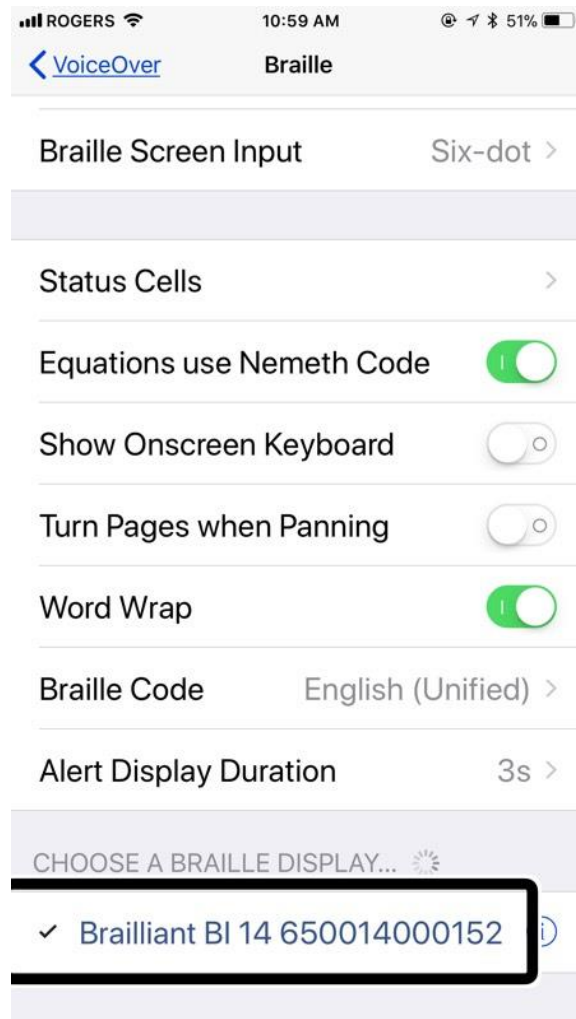 ROGERS 10:59 AM 51%
VoiceOver Braille
Braille Screen Input Six-dot
Status Cells
Equations use Nemeth Code
Show Onscreen Keyboard
Turn Pages when Panning
Word Wrap
Braille Code English (Unified)
Alert Display Duration 3s
CHOOSE A BRAILLE DISPLAY...
✓ Brailliant BI 14 650014000152